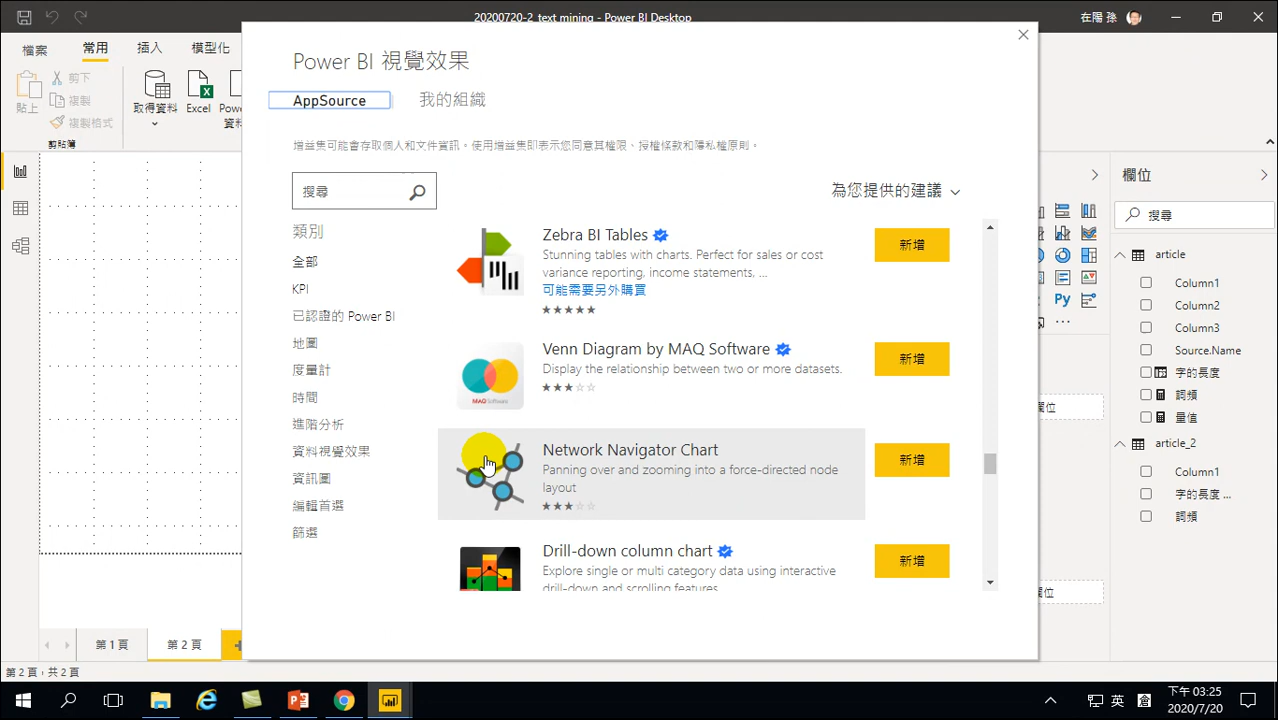 20200720-2_text mining - Power BI Desktop
在陽 孫
檔案
常用
插入
模型化
貼上
剪下
複製
複製格式
剪貼簿
取得資料
Excel
Power
資料
Power BI 視覺效果
AppSource
我的組織
增益集可能會存取個人和文件資訊。使用增益集即表示您同意其權限、授權條款和隱私權原則。
搜尋
為您提供的建議
類別
全部
KPI
已認證的 Power BI
地圖
度量計
時間
進階分析
資料視覺效果
資訊圖
編輯首選
篩選
Zebra BI Tables
Stunning tables with charts. Perfect for sales or cost
variance reporting, income statements, ...
可能需要另外購買
新增
Venn Diagram by MAQ Software
Display the relationship between two or more datasets.
MAQ Software
新增
Network Navigator Chart
Panning over and zooming into a force-directed node
layout
新增
Drill-down column chart
Explore single or multi category data using interactive
drill-down and scrolling features.
新增
欄位
搜尋
article
Column1
Column2
Column3
Source.Name
字的長度
詞頻
量值
article_2
Column1
字的長度 ...
詞頻
Py
欄位
欄位
第 1 頁
第 2 頁
第 2 頁，共 2 頁
英
下午 03:25
2020/7/20